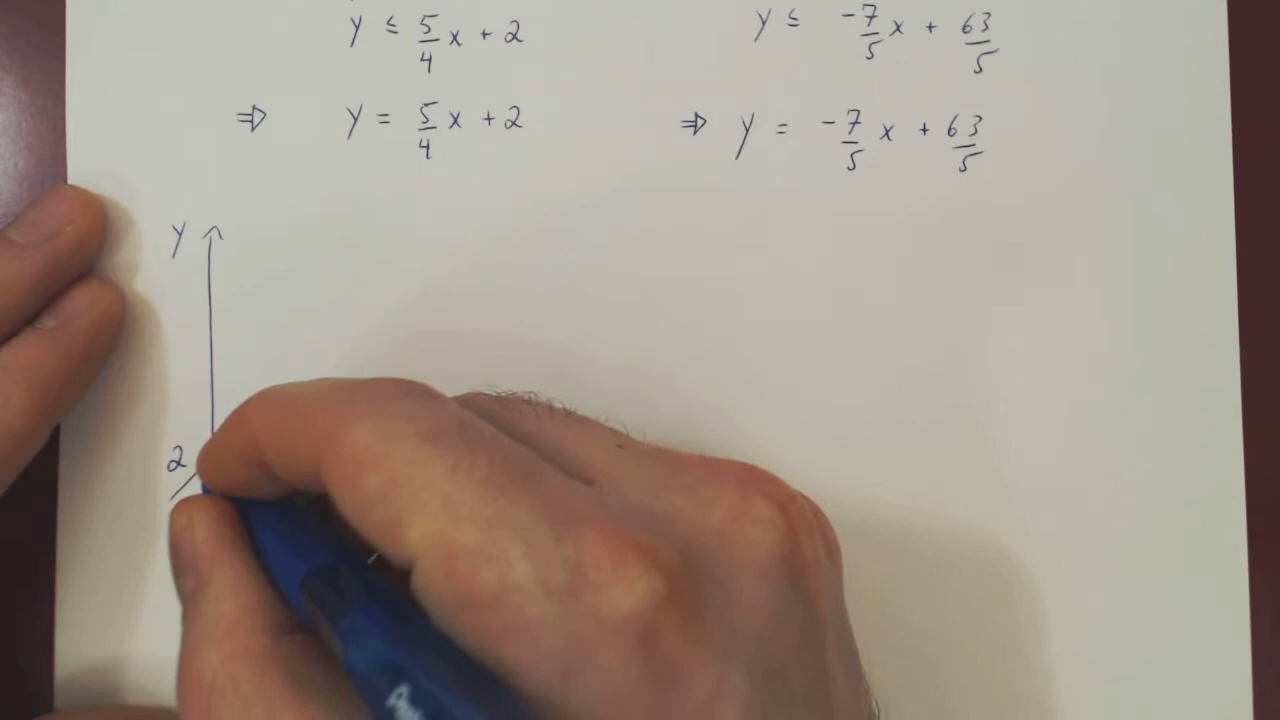 y ≤ 5/4 x + 2
y ≤ -7/5 x + 63/5
⇒ y = 5/4 x + 2
⇒ y = -7/5 x + 63/5
y
2